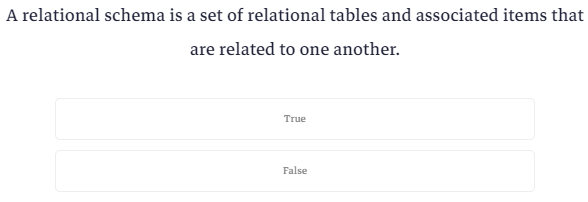 A relational schema is a set of relational tables and associated items that
are related to one another.
True
False